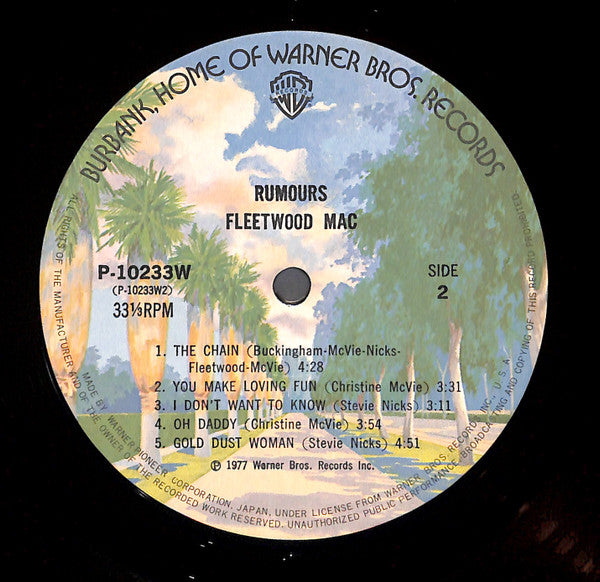 BURBANK, HOME OF WARNER BROS. RECORDS
RECORDS
RUMOURS
FLEETWOOD MAC
P-10233W
(P-10233W2)
33⅓RPM
SIDE
2
1. THE CHAIN (Buckingham-McVie-Nicks-
Fleetwood-McVie) 4:28
2. YOU MAKE LOVING FUN (Christine McVie) 3:31
3. I DON'T WANT TO KNOW (Stevie Nicks) 3:11
4. OH DADDY (Christine McVie) 3:54
5. GOLD DUST WOMAN (Stevie Nicks) 4:51
℗ 1977 Warner Bros. Records Inc.
MADE BY WARNER-PIONEER CORPORATION, JAPAN, UNDER LICENSE FROM WARNER BROS. RECORDS INC., U.S.A.
ALL RIGHTS OF THE MANUFACTURER AND OF THE OWNER OF THE RECORDED WORK RESERVED. UNAUTHORIZED PUBLIC PERFORMANCE, BROADCASTING AND COPYING OF THIS RECORD PROHIBITED.